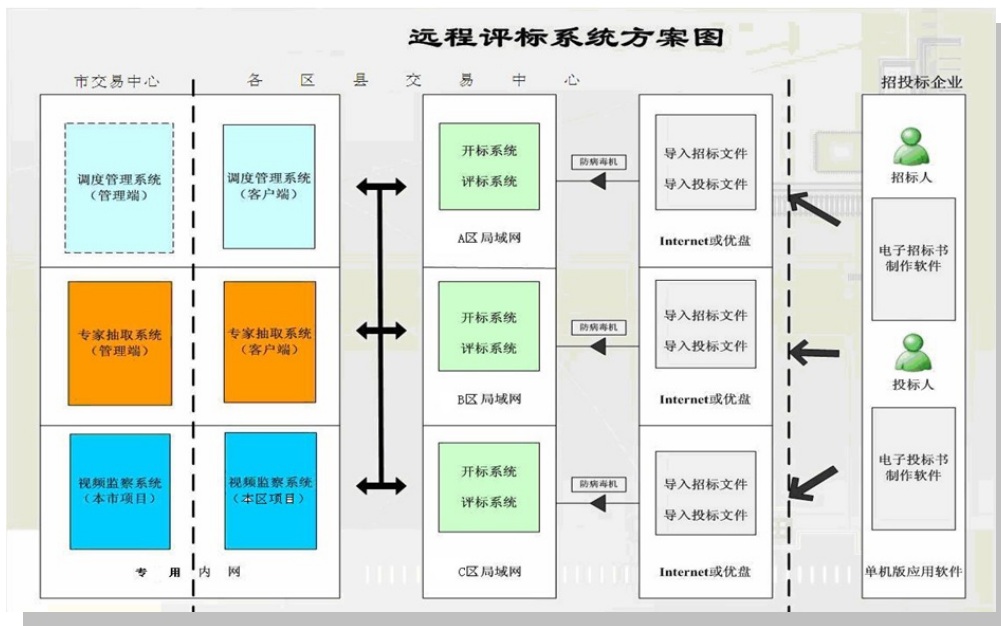 远程评标系统方案图
市交易中心
各区县交易中心
招投标企业
调度管理系统
（管理端）
调度管理系统
（客户端）
专家抽取系统
（管理端）
专家抽取系统
（客户端）
视频监察系统
（本市项目）
视频监察系统
（本区项目）
专用内网
开标系统
评标系统
A区局域网
防病毒机
导入招标文件
导入投标文件
Internet或优盘
开标系统
评标系统
B区局域网
防病毒机
导入招标文件
导入投标文件
Internet或优盘
开标系统
评标系统
C区局域网
防病毒机
导入招标文件
导入投标文件
Internet或优盘
招标人
电子招标书
制作软件
投标人
电子投标书
制作软件
单机版应用软件